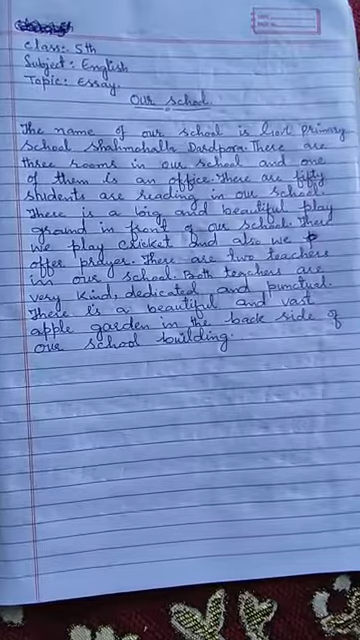 Class:- 5th
Subject:- English
Topic:- Essay.
Our school.
The name of our school is Govt primary
school Shahmohalla Dardpora. There are
three rooms in our school and one
of them is an office. There are fifty
students are reading in our school.
There is a big and beautiful play
ground in front of our school. There
we play cricket and also we
offer prayer. There are two teachers
in our school. Both teachers are
very kind, dedicated and punctual.
There is a beautiful and vast
apple garden in the back side of
our school building.